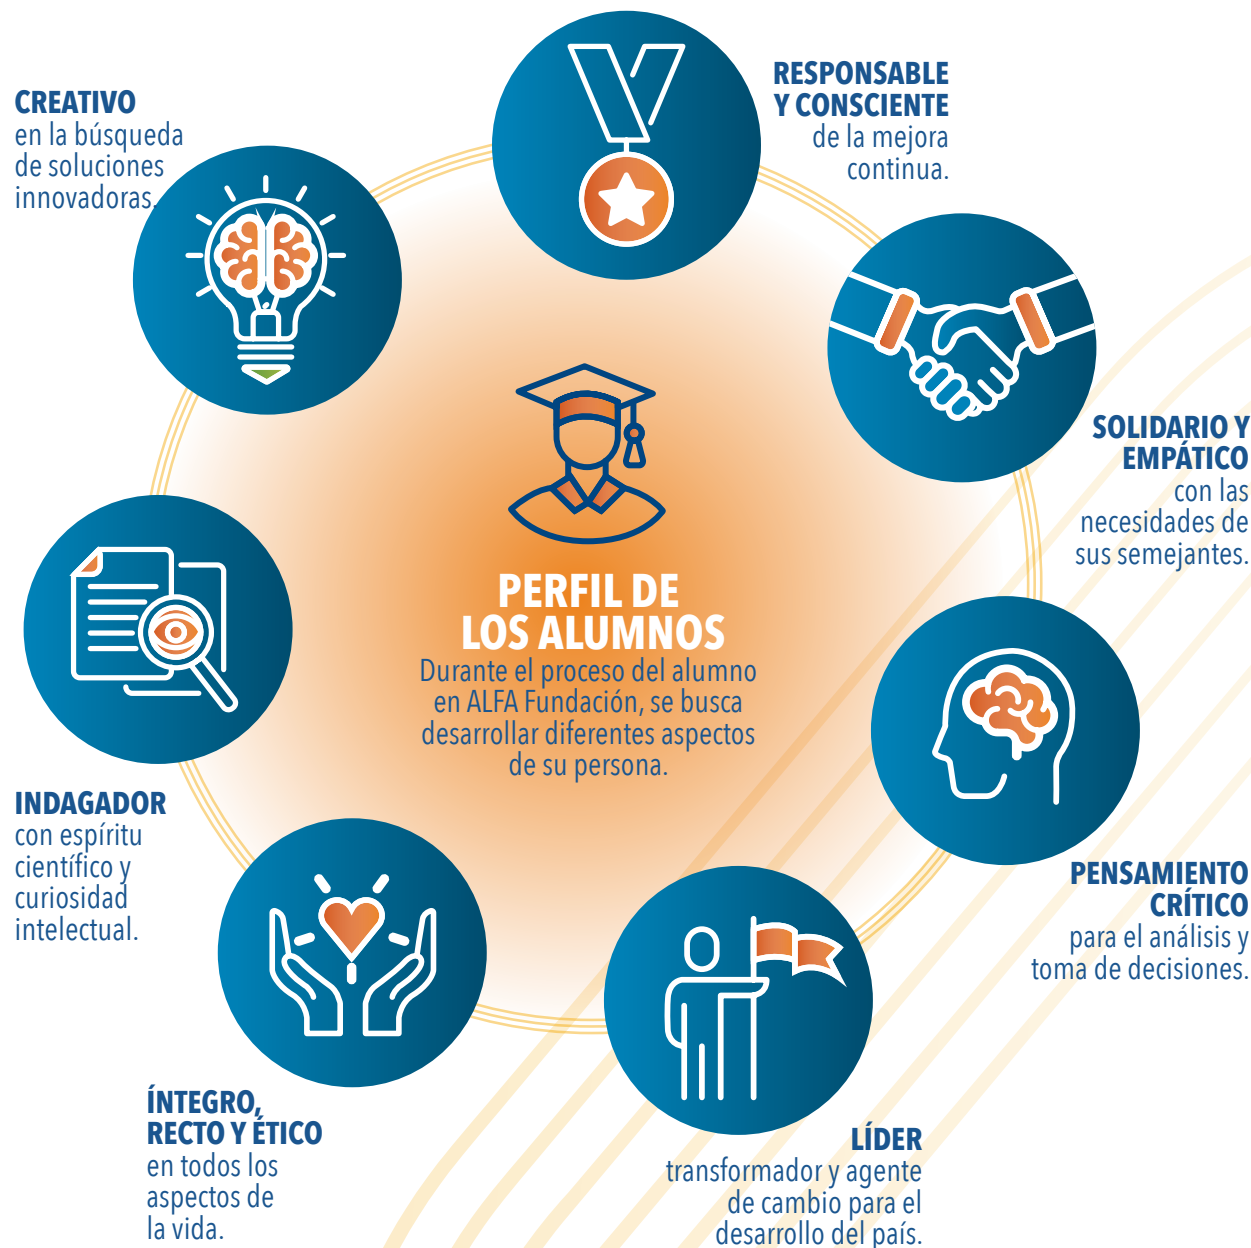 CREATIVO
en la búsqueda
de soluciones
innovadoras.
RESPONSABLE
Y CONSCIENTE
de la mejora
continua.
SOLIDARIO Y
EMPÁTICO
con las
necesidades de
sus semejantes.
PERFIL DE
LOS ALUMNOS
Durante el proceso del alumno
en ALFA Fundación, se busca
desarrollar diferentes aspectos
de su persona.
INDAGADOR
con espíritu
científico y
curiosidad
intelectual.
PENSAMIENTO
CRÍTICO
para el análisis y
toma de decisiones.
ÍNTEGRO,
RECTO Y ÉTICO
en todos los
aspectos de
la vida.
LÍDER
transformador y agente
de cambio para el
desarrollo del país.